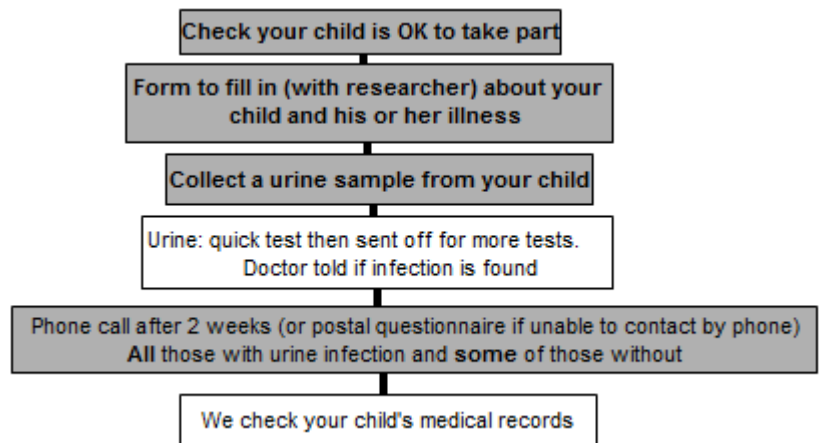 Check your child is OK to take part
Form to fill in (with researcher) about your
child and his or her illness
Collect a urine sample from your child
Urine: quick test then sent off for more tests.
Doctor told if infection is found
Phone call after 2 weeks (or postal questionnaire if unable to contact by phone)
All those with urine infection and some of those without
We check your child's medical records